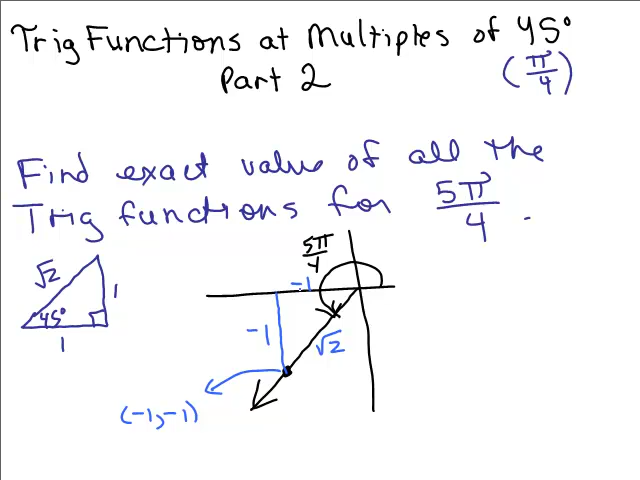 Trig Functions at Multiples of 45°
Part 2
(π/4)
Find exact value of all the
Trig functions for 5π/4.
√2
1
45°
1
5π/4
-1
-1
√2
(-1,-1)